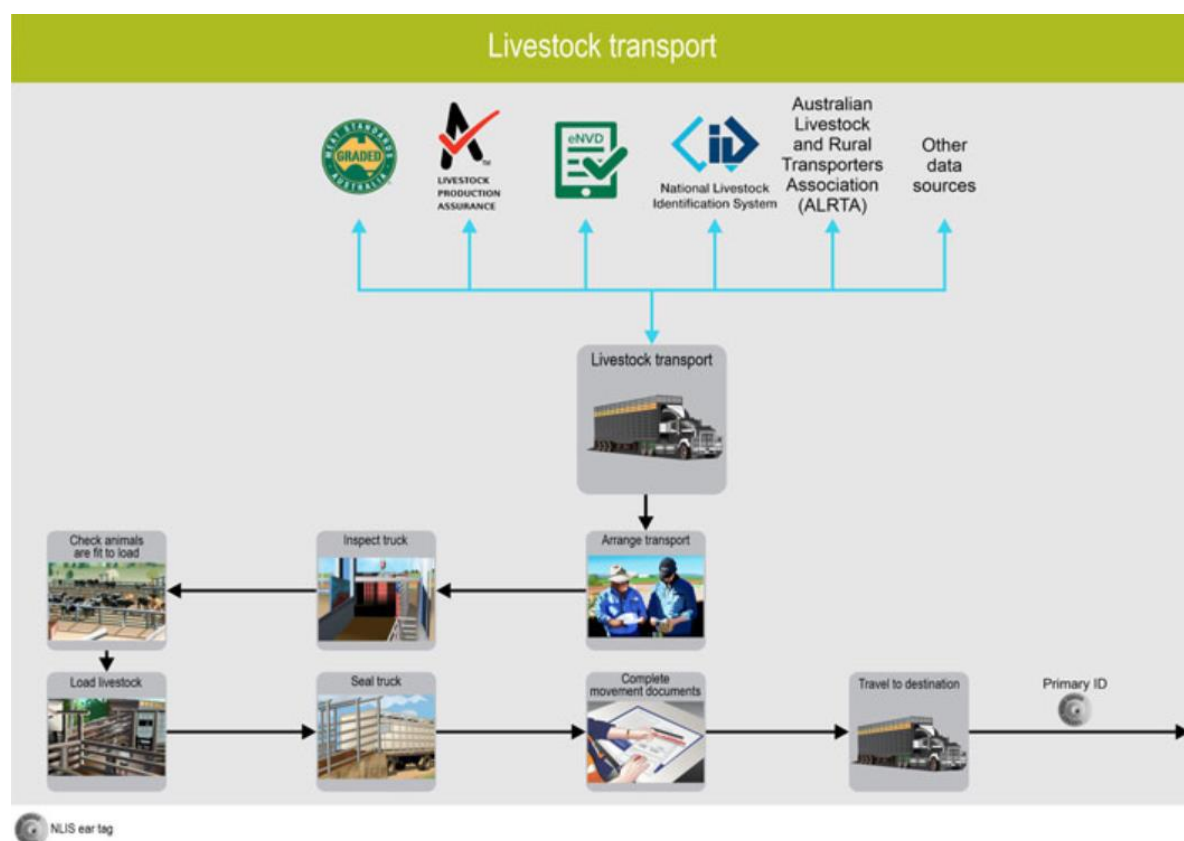 Livestock transport
MEAT STANDARDS
GRADED
AUSTRALIA
TM
LIVESTOCK
PRODUCTION
ASSURANCE
eNVD
iD
National Livestock
Identification System
Australian
Livestock
and Rural
Transporters
Association
(ALRTA)
Other
data
sources
Livestock transport
Check animals
are fit to load
Inspect truck
Arrange transport
Load livestock
Seal truck
Complete
movement documents
Travel to destination
Primary ID
NLIS ear tag